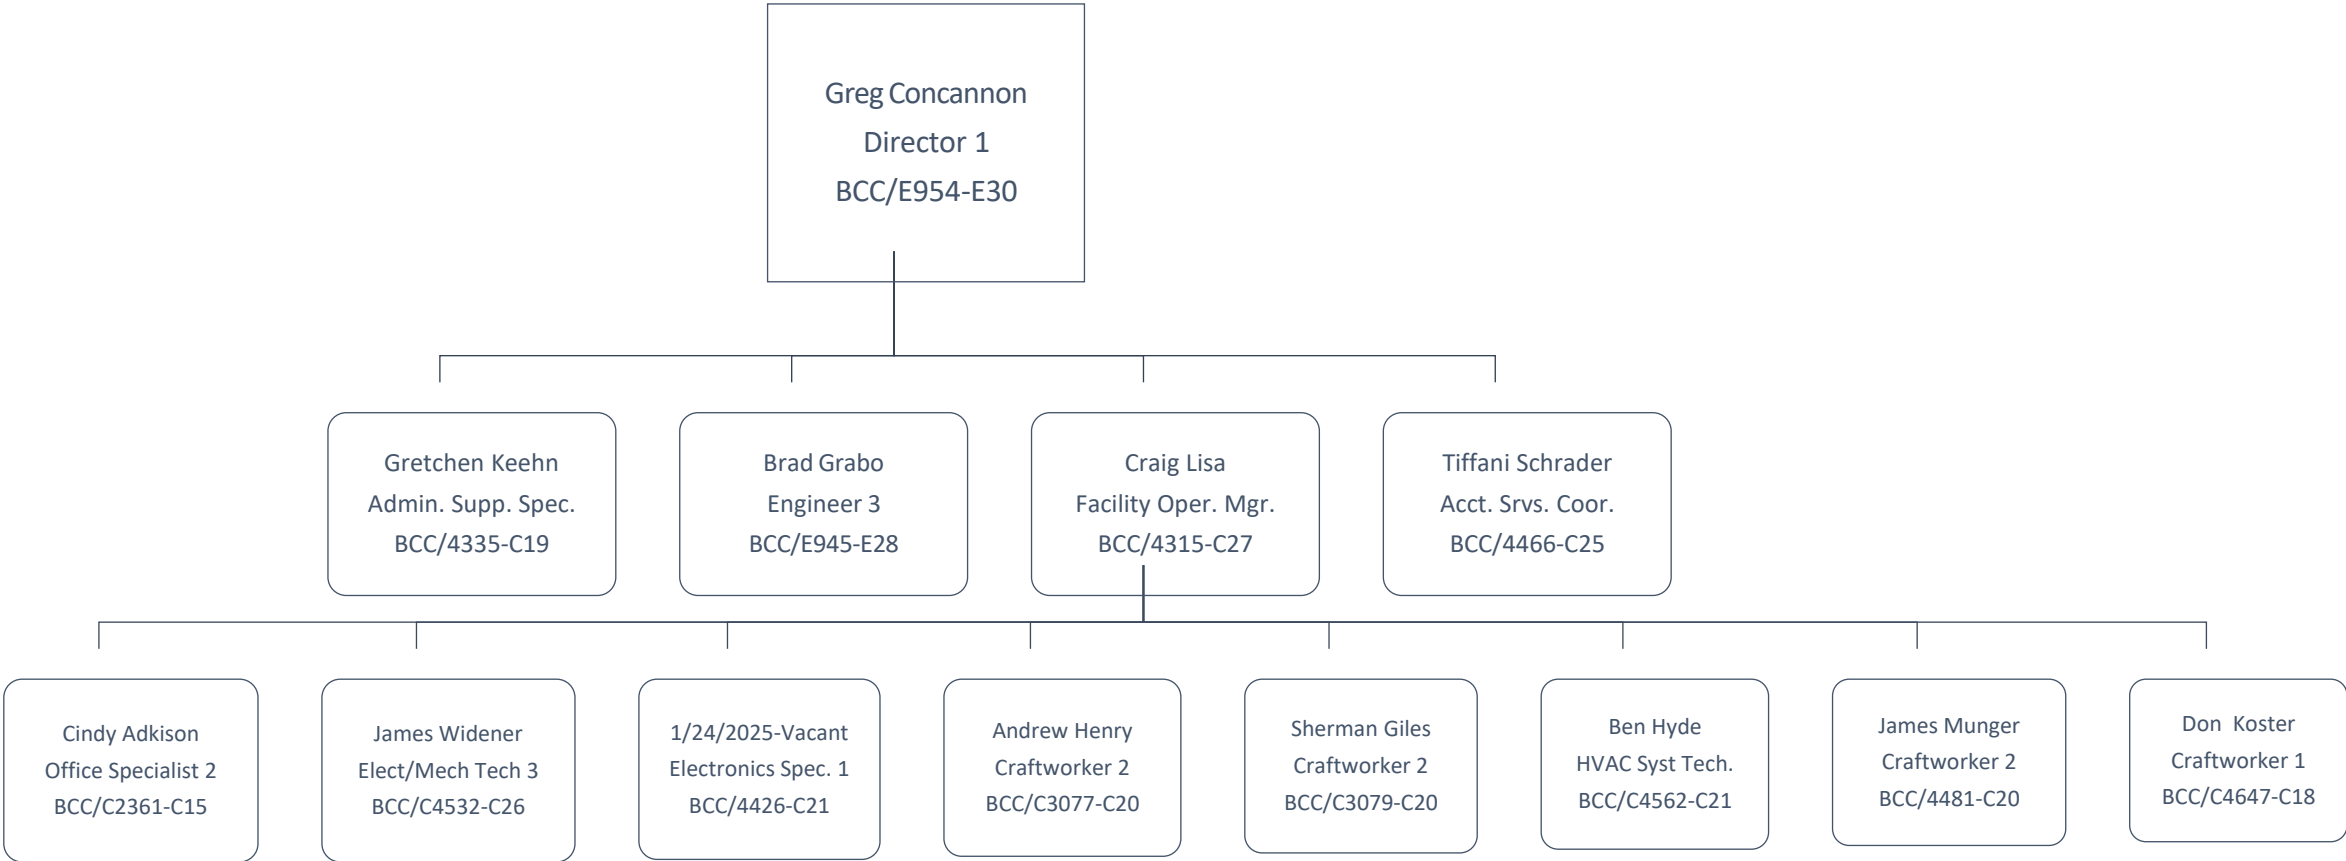 Greg Concannon
Director 1
BCC/E954-E30
Gretchen Keehn
Admin. Supp. Spec.
BCC/4335-C19
Brad Grabo
Engineer 3
BCC/E945-E28
Craig Lisa
Facility Oper. Mgr.
BCC/4315-C27
Tiffani Schrader
Acct. Srvs. Coor.
BCC/4466-C25
Cindy Adkison
Office Specialist 2
BCC/C2361-C15
James Widener
Elect/Mech Tech 3
BCC/C4532-C26
1/24/2025-Vacant
Electronics Spec. 1
BCC/4426-C21
Andrew Henry
Craftworker 2
BCC/C3077-C20
Sherman Giles
Craftworker 2
BCC/C3079-C20
Ben Hyde
HVAC Syst Tech.
BCC/C4562-C21
James Munger
Craftworker 2
BCC/4481-C20
Don Koster
Craftworker 1
BCC/C4647-C18